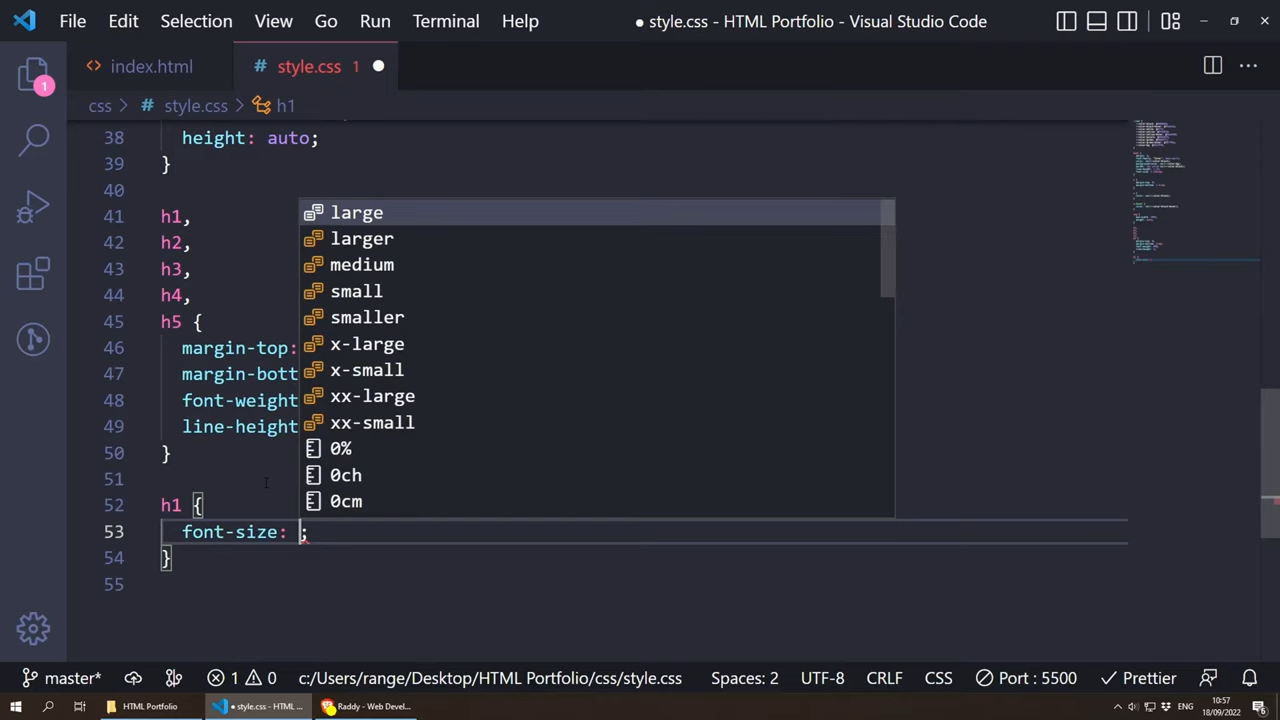 File Edit Selection View Go Run Terminal Help ● style.css - HTML Portfolio - Visual Studio Code
<> index.html # style.css 1
css > # style.css > h1
1
38 height: auto;
39 }
40
41 h1,
42 h2,
43 h3,
44 h4,
45 h5 {
46 margin-top:
47 margin-bott
48 font-weight
49 line-height
50 }
51
52 h1 {
53 font-size: ;
54 }
55
large
larger
medium
small
smaller
x-large
x-small
xx-large
xx-small
0%
0ch
0cm
master* 1 0 c:/Users/range/Desktop/HTML Portfolio/css/style.css Spaces: 2 UTF-8 CRLF CSS Port : 5500 Prettier
HTML Portfolio ● style.css - HTML ... Raddy - Web Devel... ENG 10:57
18/09/2022